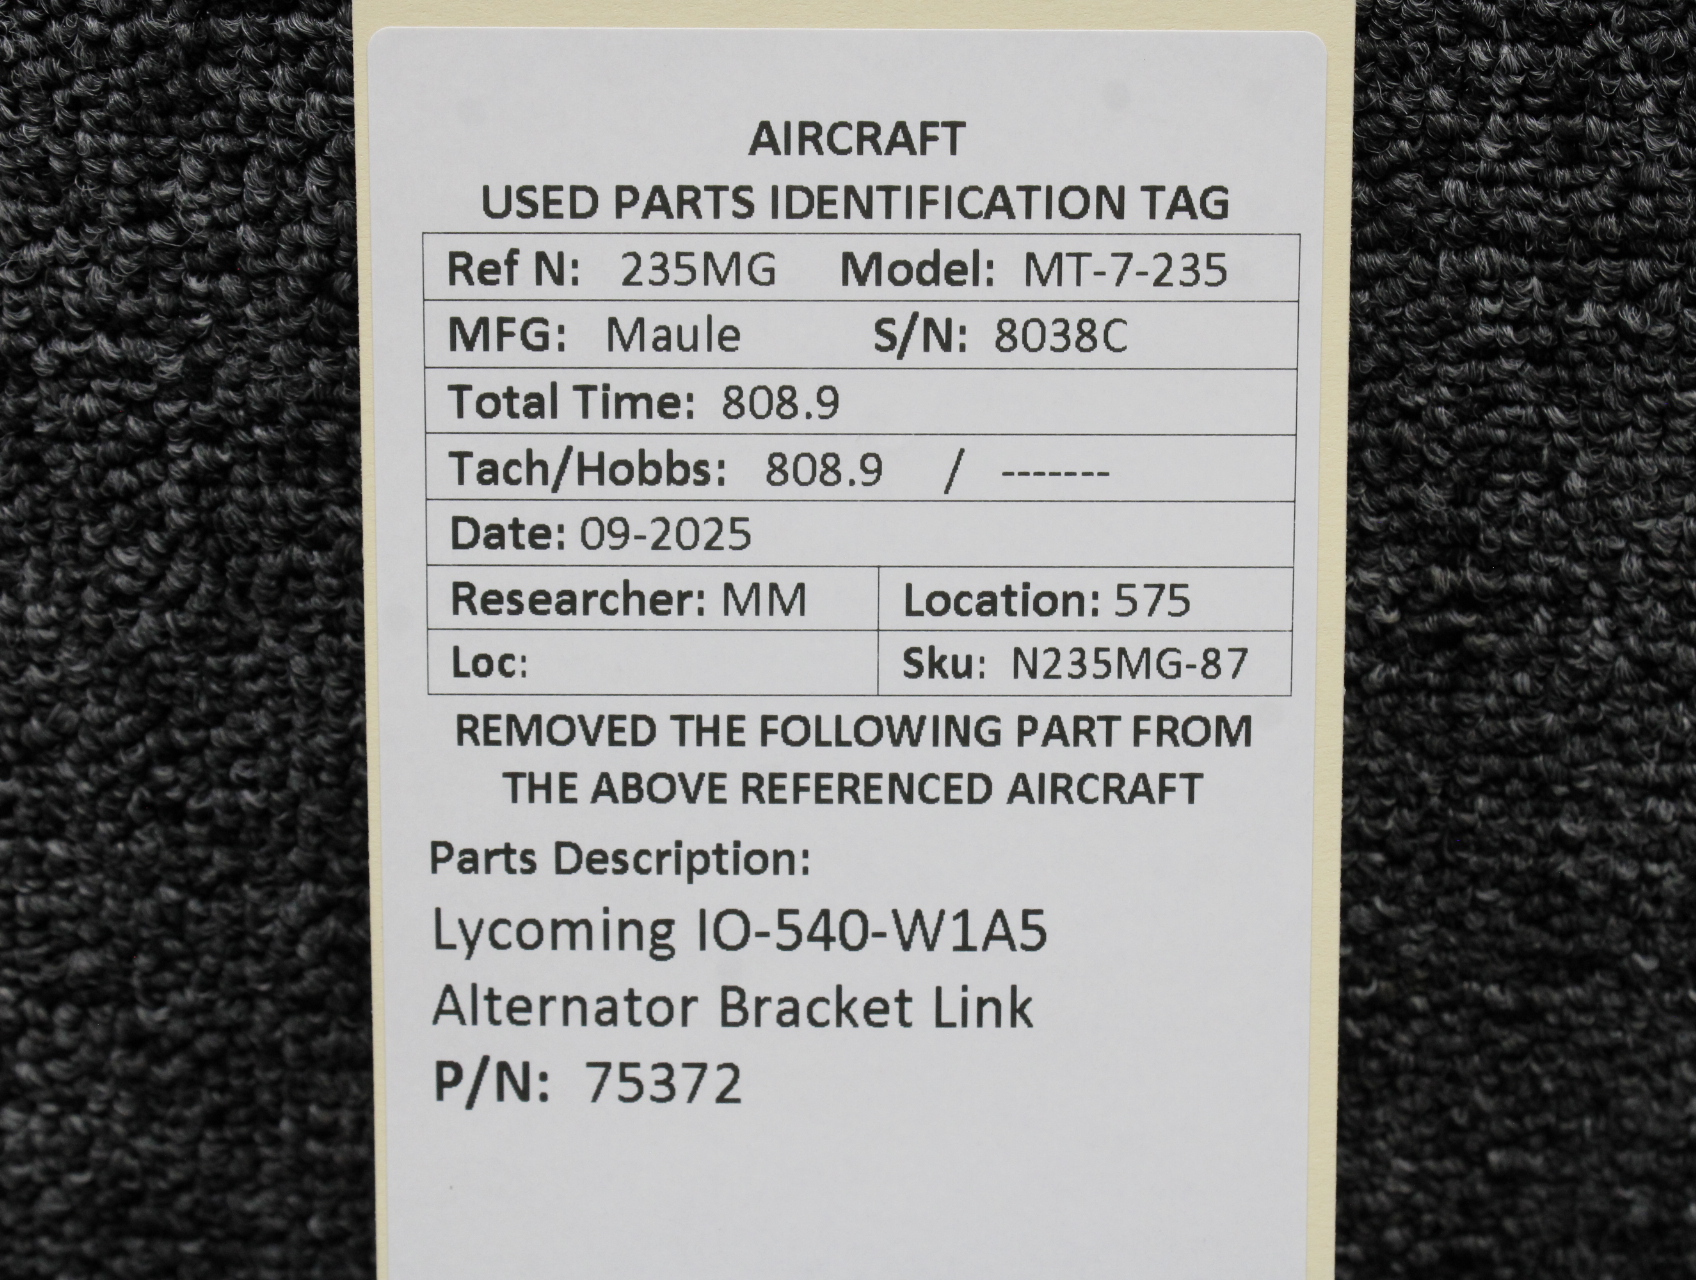 AIRCRAFT
USED PARTS IDENTIFICATION TAG
Ref N: 235MG Model: MT-7-235
MFG: Maule S/N: 8038C
Total Time: 808.9
Tach/Hobbs: 808.9 / -------
Date: 09-2025
Researcher: MM Location: 575
Loc: Sku: N235MG-87
REMOVED THE FOLLOWING PART FROM
THE ABOVE REFERENCED AIRCRAFT
Parts Description:
Lycoming IO-540-W1A5
Alternator Bracket Link
P/N: 75372